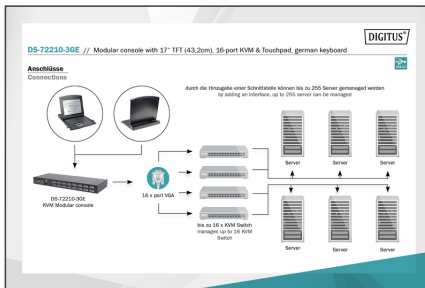 DIGITUS®
DS-72210-3GE // Modular console with 17" TFT (43,2cm), 16-port KVM & Touchpad, german keyboard
Anschlüsse
Connections
durch die Hinzugabe einer Schnittstelle können bis zu 255 Server gemanaged werden
by adding an interface, up to 255 server can be managed
Server
Server
Server
DS-72210-3GE
KVM Modular console
16 x port VGA
bis zu 16 x KVM Switch
manages up to 16 KVM
Switch
Server
Server
Server